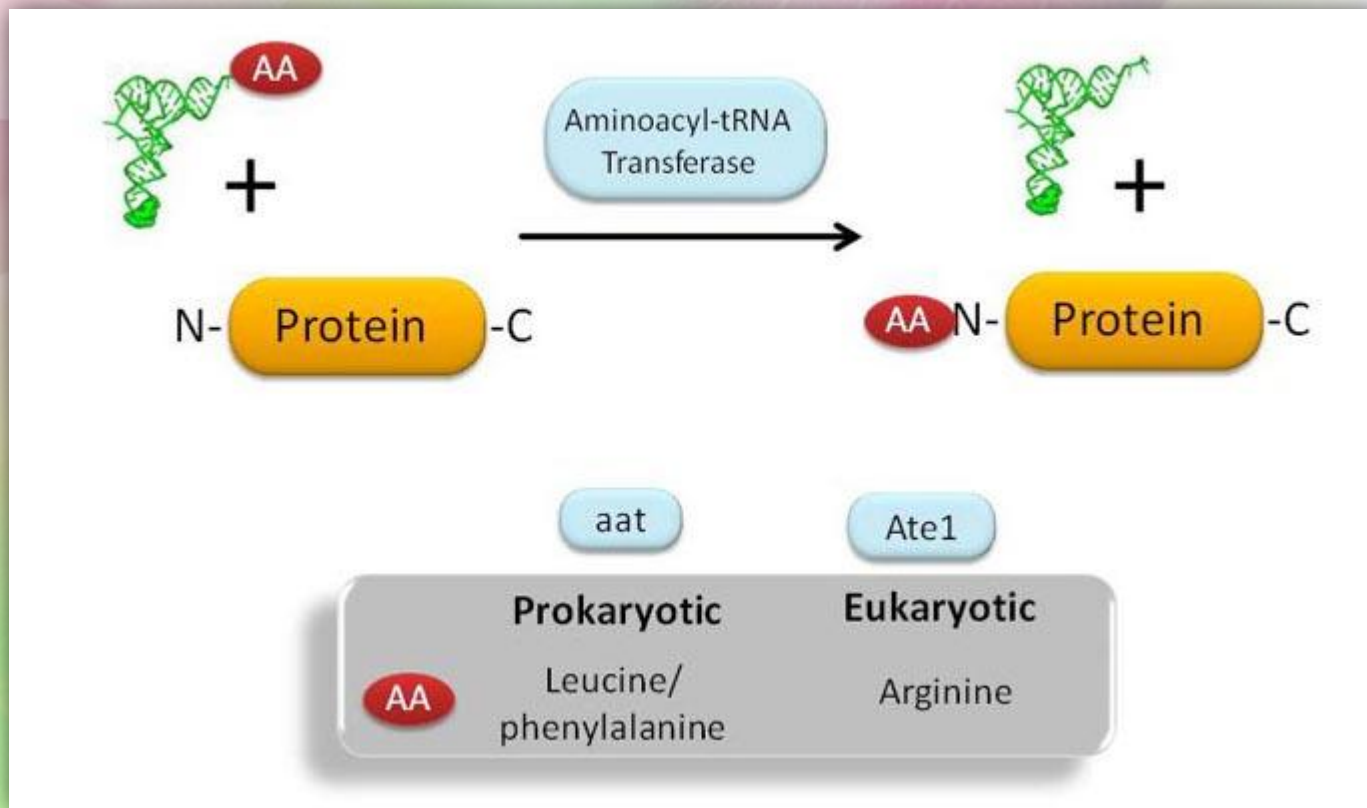 AA
+
Aminoacyl-tRNA
Transferase
+
N- Protein -C
AA N- Protein -C
aat
Ate1
Prokaryotic
Eukaryotic
AA
Leucine/
phenylalanine
Arginine